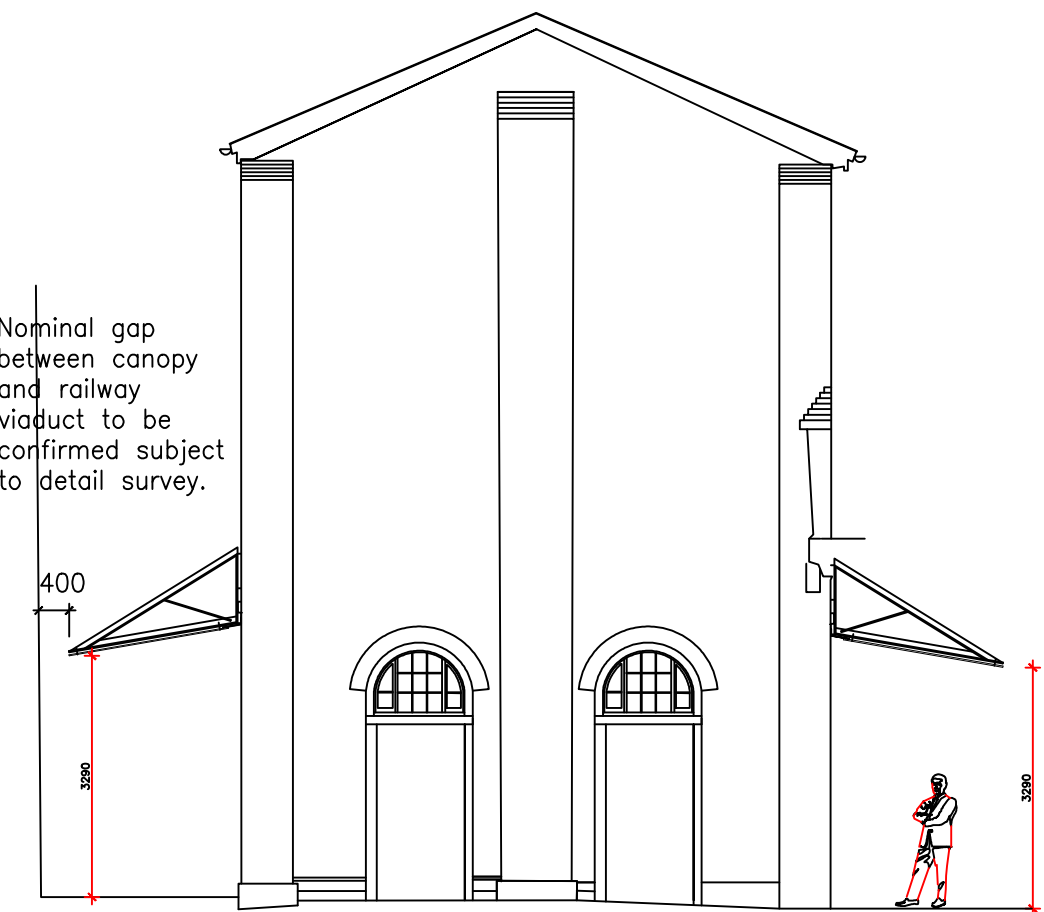 Nominal gap
between canopy
and railway
viaduct to be
confirmed subject
to detail survey.
400
3290
3290